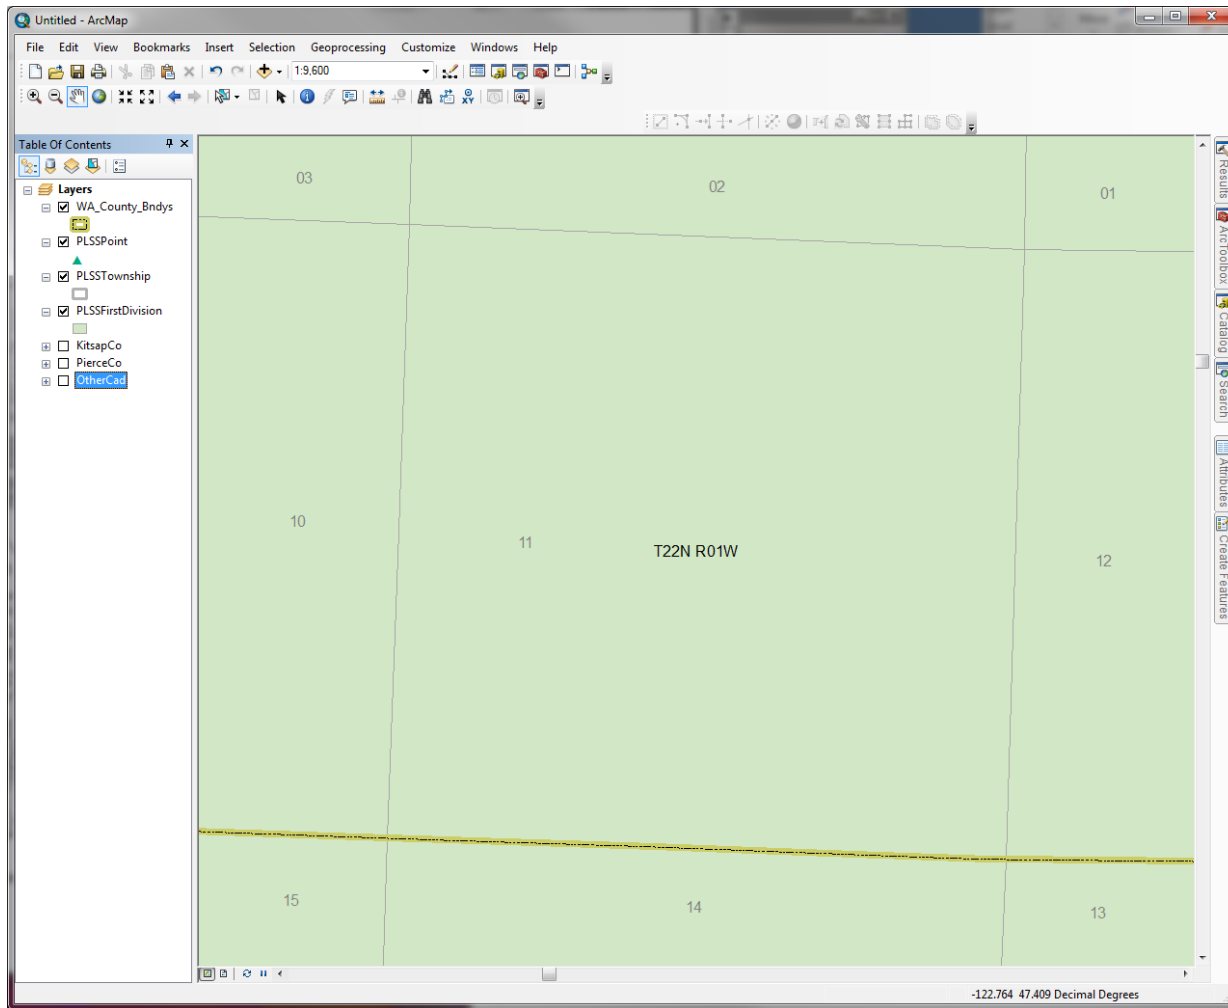 Untitled - ArcMap
File Edit View Bookmarks Insert Selection Geoprocessing Customize Windows Help
1:9,600
Table Of Contents
Layers
WA_County_Bndys
PLSSPoint
PLSSTownship
PLSSFirstDivision
KitsapCo
PierceCo
OtherCad
03 02 01
10 11 T22N R01W 12
15 14 13
Results
ArcToolbox
Catalog
Search
Attributes
Create Features
-122.764 47.409 Decimal Degrees